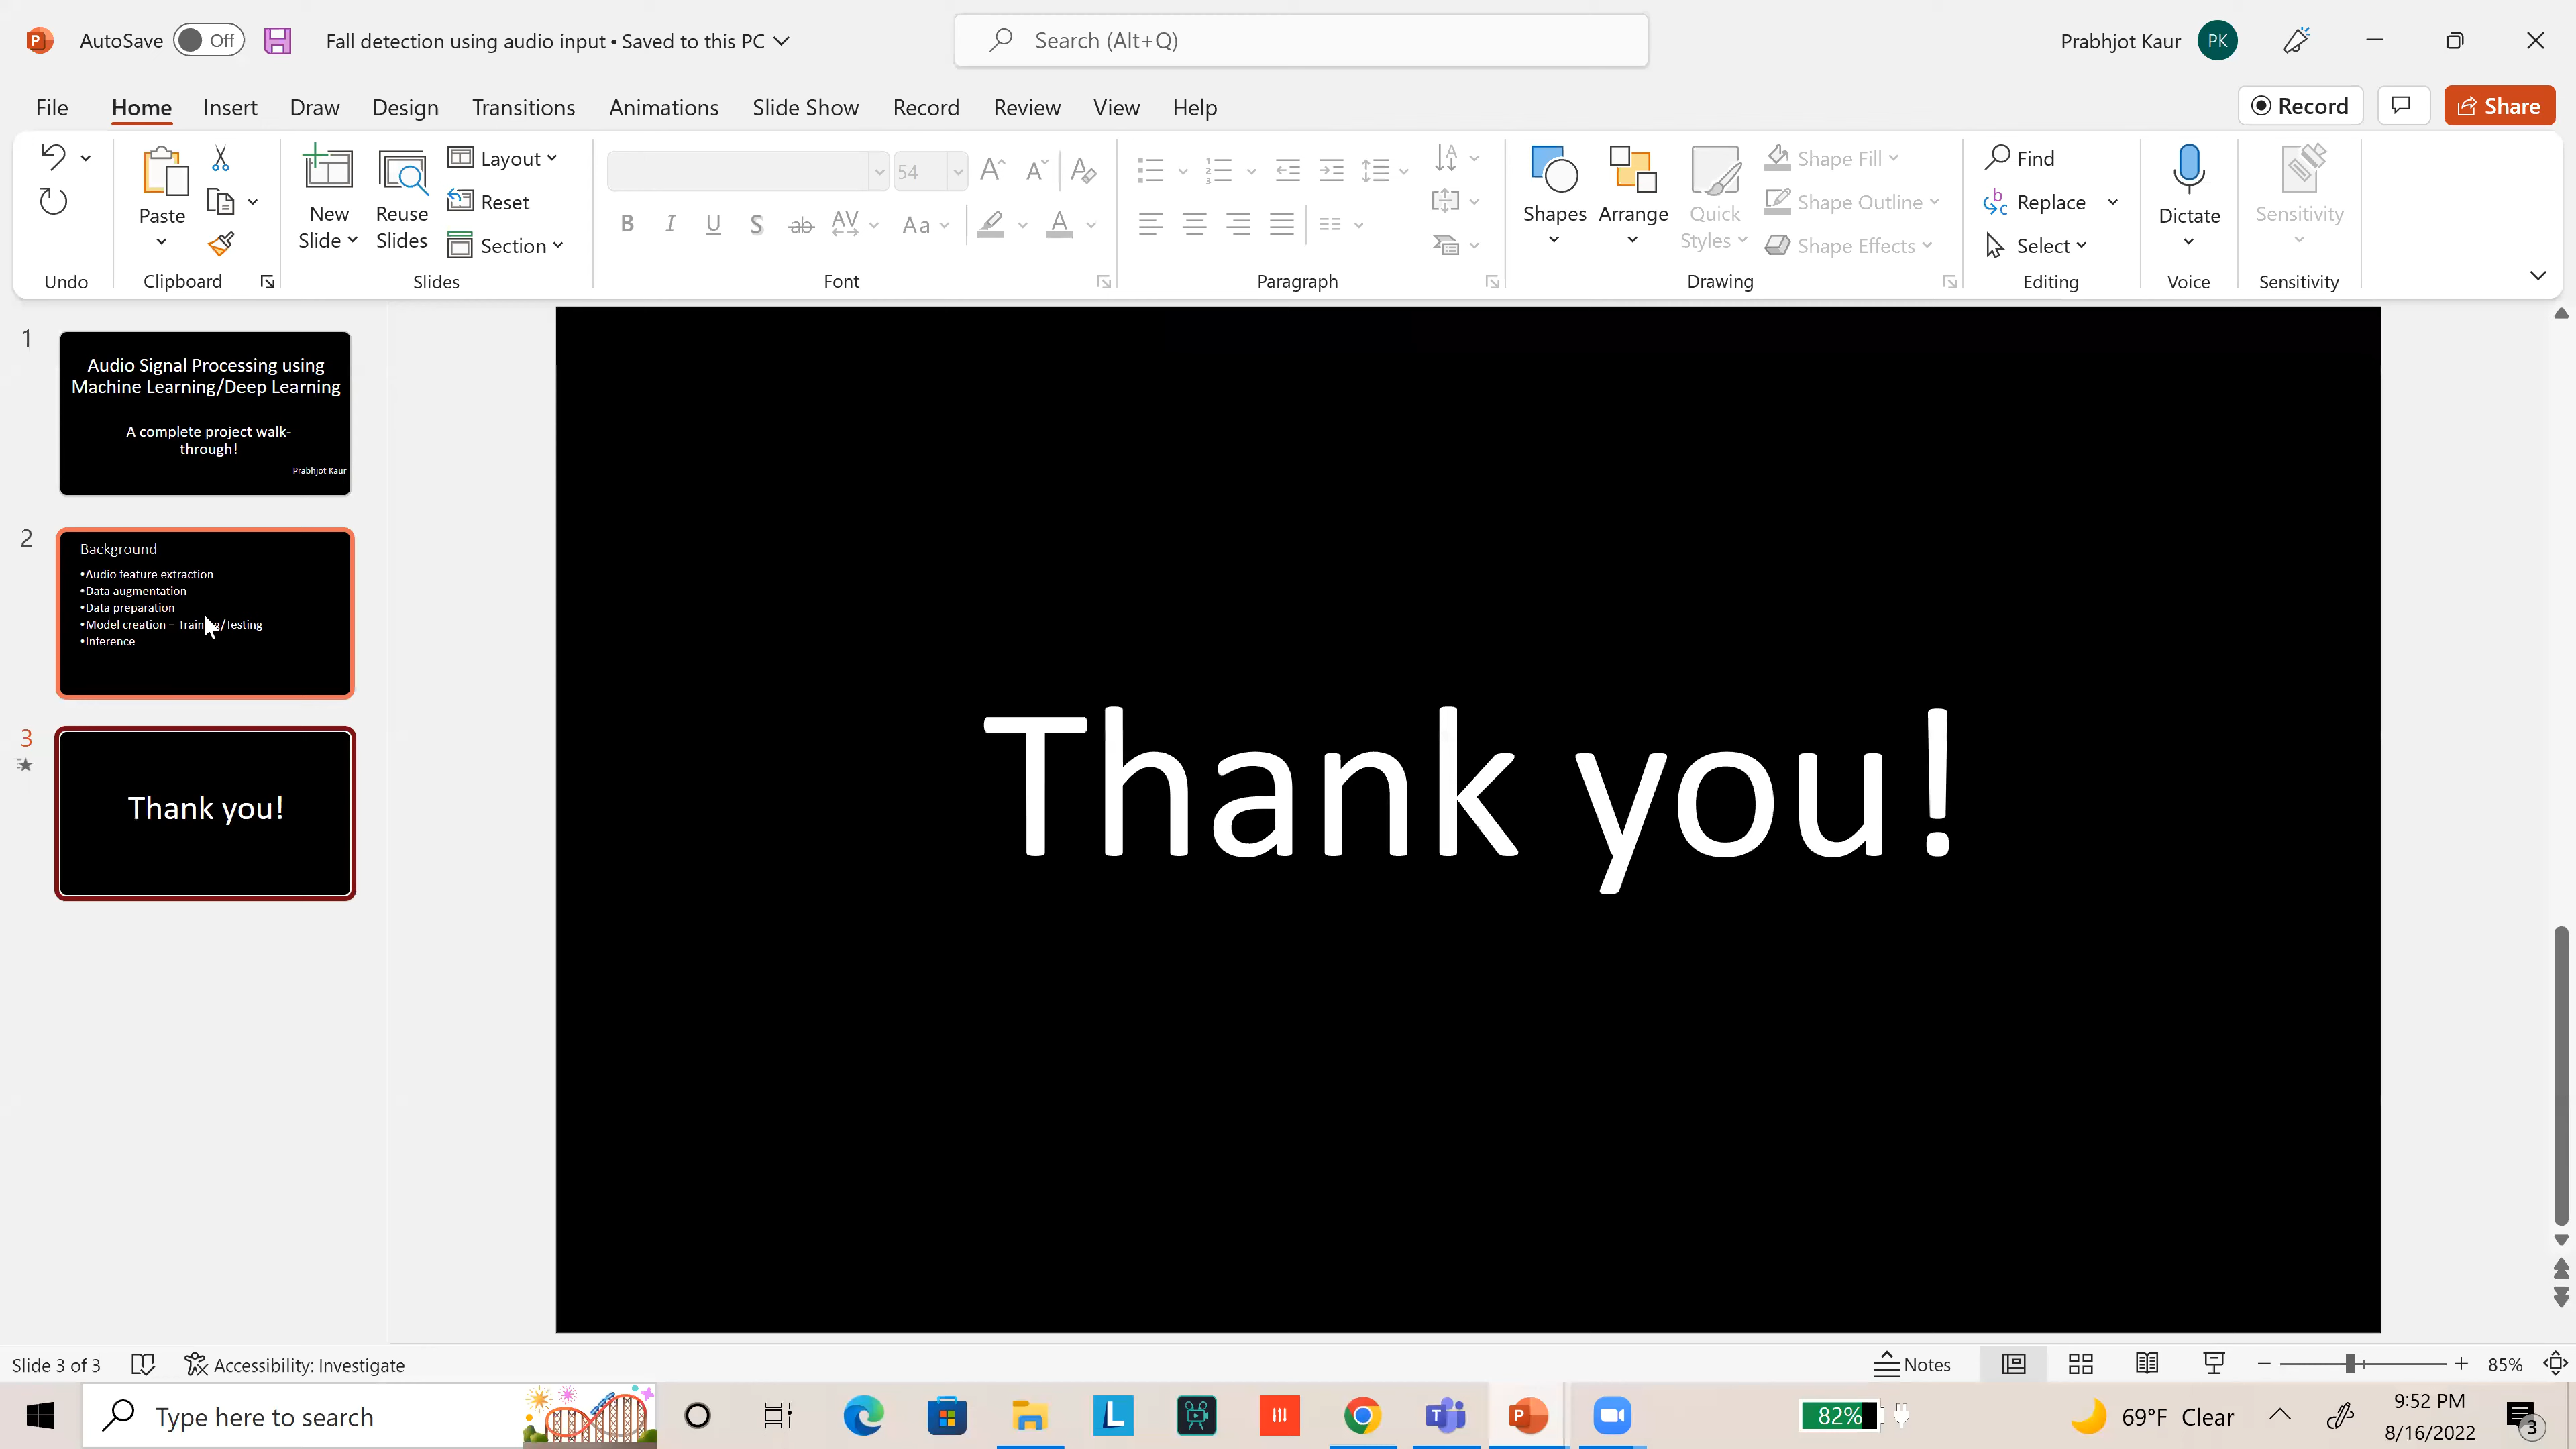 AutoSave Off Fall detection using audio input • Saved to this PC Search (Alt+Q) Prabhjot Kaur PK
File Home Insert Draw Design Transitions Animations Slide Show Record Review View Help Record Share
Paste
New
Slide
Reuse
Slides
Layout
Reset
Section
54
B I U S ab AV Aa A
Shapes
Arrange
Quick
Styles
Shape Fill
Shape Outline
Shape Effects
Find
Replace
Select
Dictate
Sensitivity
Undo Clipboard Slides Font Paragraph Drawing Editing Voice Sensitivity
1
Audio Signal Processing using
Machine Learning/Deep Learning
A complete project walk-
through!
Prabhjot Kaur
2
Background
•Audio feature extraction
•Data augmentation
•Data preparation
•Model creation – Training/Testing
•Inference
3
Thank you!
Thank you!
Slide 3 of 3 Accessibility: Investigate Notes 85%
Type here to search 82% 69°F Clear 9:52 PM
8/16/2022
3